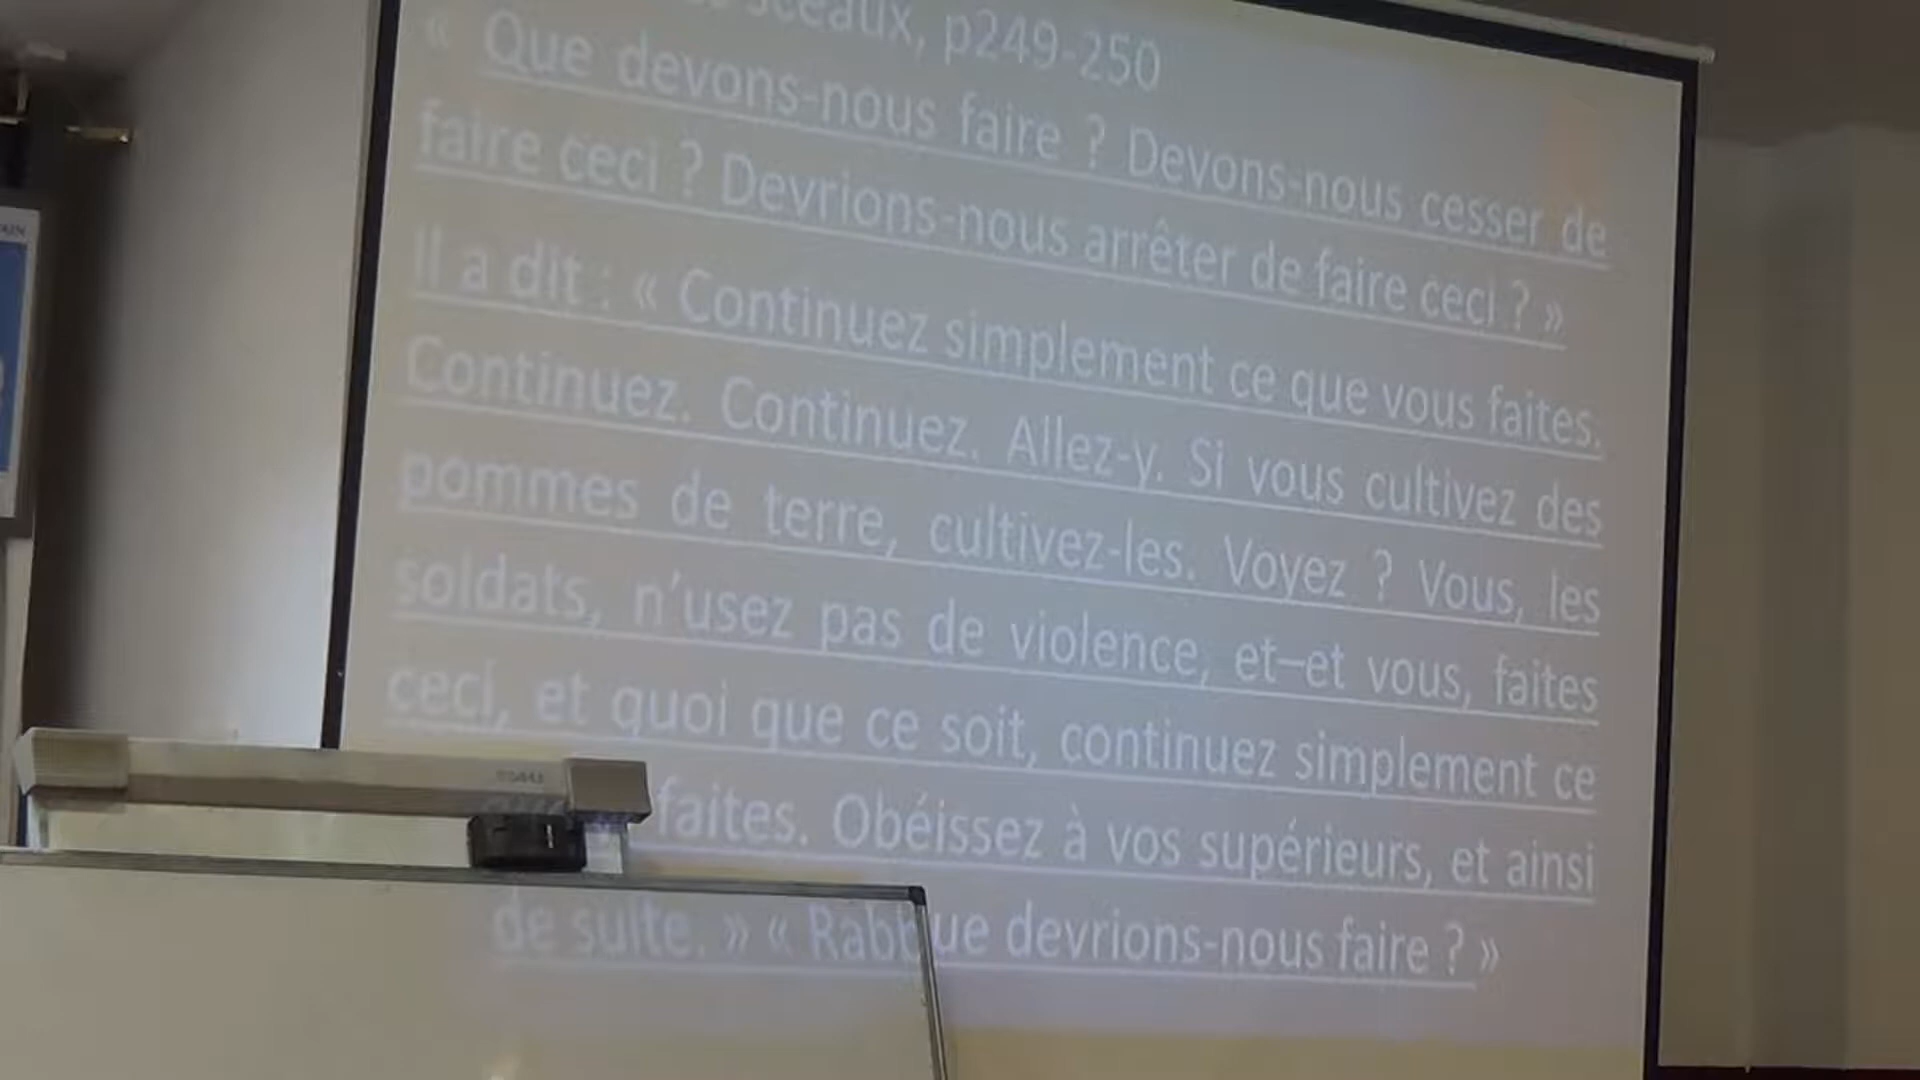 sceaux, p249-250
« Que devons-nous faire ? Devons-nous cesser de
faire ceci ? Devrions-nous arrêter de faire ceci ? »
Il a dit : « Continuez simplement ce que vous faites.
Continuez. Continuez. Allez-y. Si vous cultivez des
pommes de terre, cultivez-les. Voyez ? Vous, les
soldats, n’usez pas de violence, et–et vous, faites
ceci, et quoi que ce soit, continuez simplement ce
faites. Obéissez à vos supérieurs, et ainsi
de suite. » « devrions-nous faire ? »